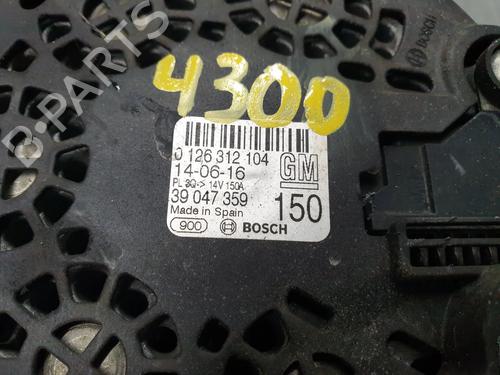 BOSCH
4300
0 126 312 104
14-06-16
GM
PL 3Q-> 14V 150A
39 047 359
150
Made in Spain
900
BOSCH
B-PARTS